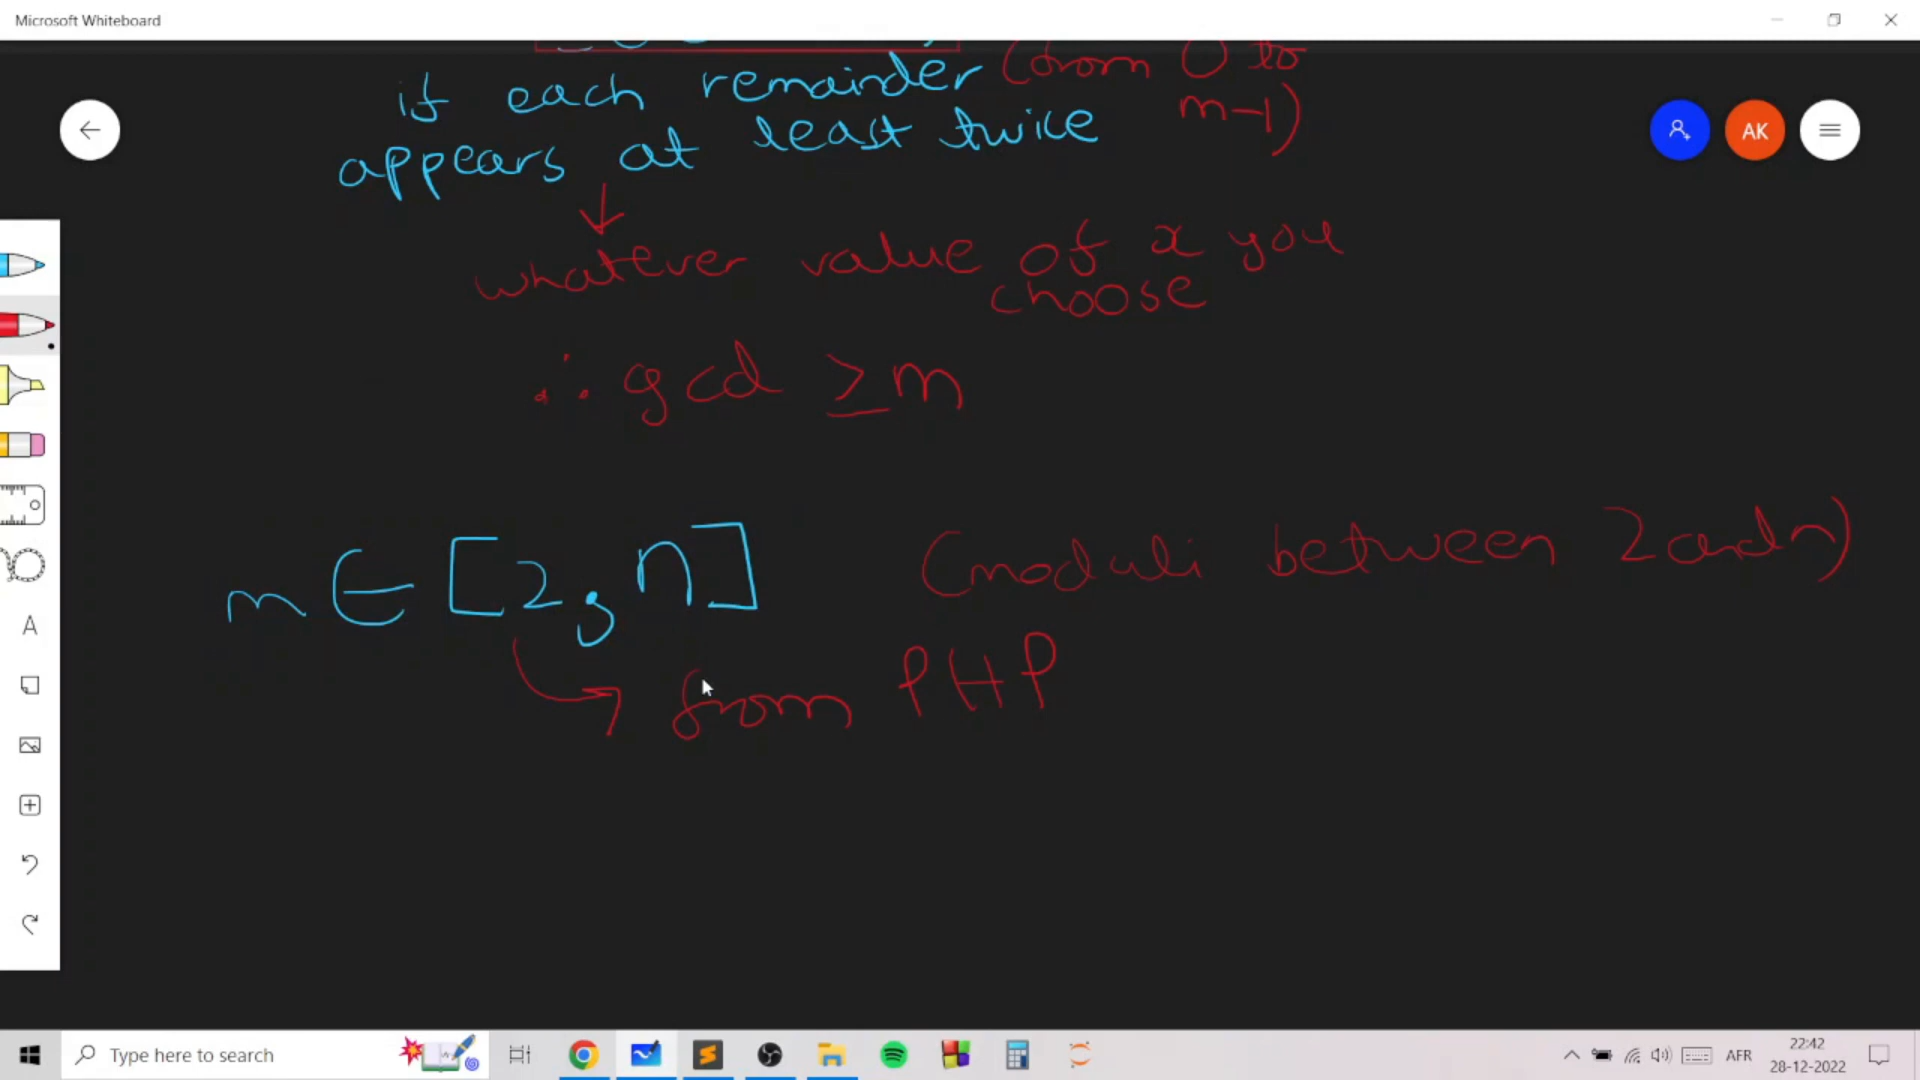 Microsoft Whiteboard
if each remainder (from 0 to
m-1)
appears at least twice
whatever value of x you
choose
∴ gcd ≥ m
m ∈ [2, n] (moduli between 2 and n)
from PHP
AK
A
Type here to search
AFR
22:42
28-12-2022